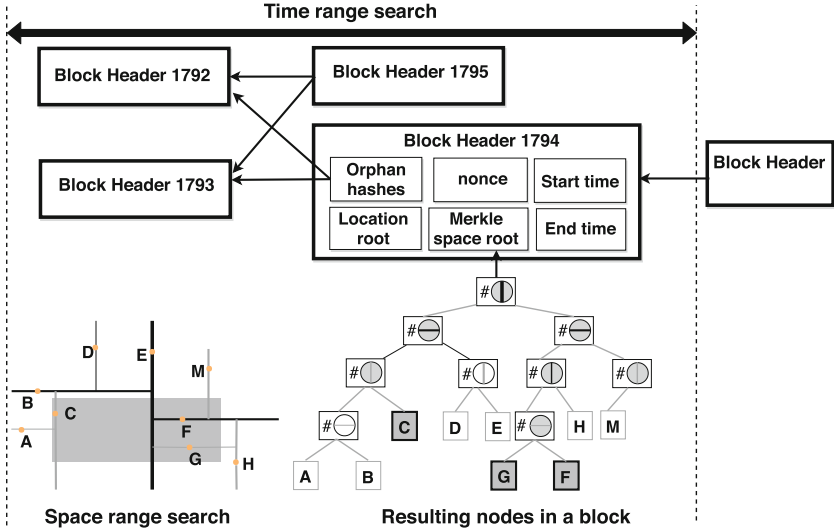 Time range search
Block Header 1792
Block Header 1795
Block Header 1794
Block Header 1793
Orphan hashes
nonce
Start time
Location root
Merkle space root
End time
Block Header
#
#
#
#
#
#
#
#
#
D
E
M
B
C
A
F
G
H
C
D
E
H
M
A
B
G
F
Space range search
Resulting nodes in a block